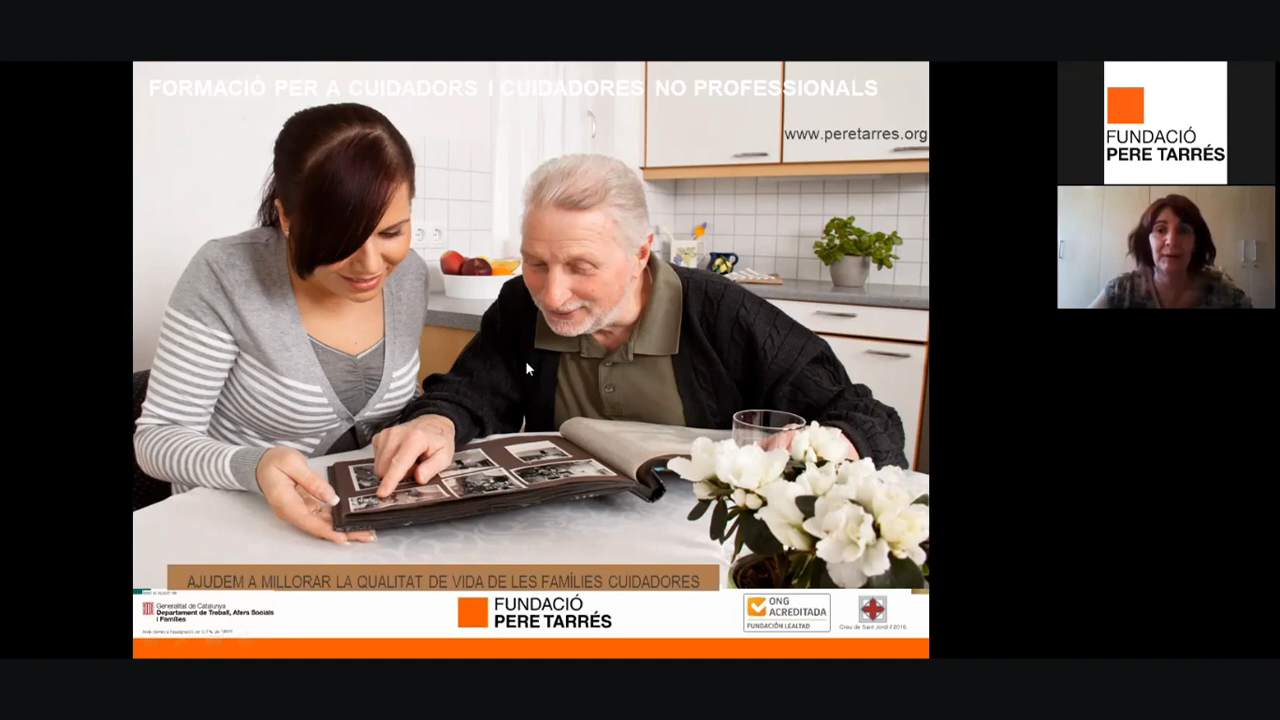 FORMACIÓ PER A CUIDADORS I CUIDADORES NO PROFESSIONALS
www.peretarres.org
FUNDACIÓ
PERE TARRÉS
AJUDEM A MILLORAR LA QUALITAT DE VIDA DE LES FAMÍLIES CUIDADORES
Generalitat de Catalunya
Departament de Treball, Afers Socials
i Famílies
FUNDACIÓ
PERE TARRÉS
ONG
ACREDITADA
FUNDACIÓN LEALTAD
Creu de Sant Jordi / 2016